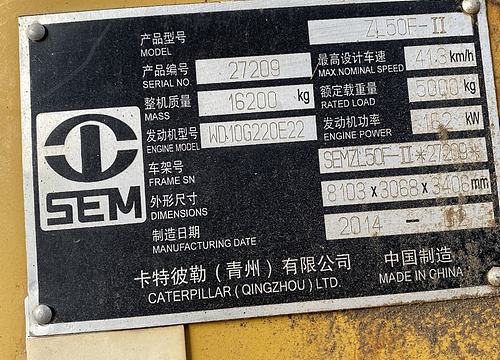 产品型号 ZL50F-II
MODEL
产品编号 27209 最高设计车速 41.3 km/h
SERIAL NO. MAX.NOMINAL SPEED
整机质量 16200 kg 额定载重量 5000 kg
MASS RATED LOAD
发动机型号 WD10G220E22 发动机功率 162 kW
ENGINE MODEL ENGINE POWER
车架号 SEMZL50F-II*27209*
FRAME SN
外形尺寸 8103 x 3068 x 3406 mm
DIMENSIONS
制造日期 2014 -
MANUFACTURING DATE
SEM
卡特彼勒（青州）有限公司 中国制造
CATERPILLAR ( QINGZHOU ) LTD. MADE IN CHINA